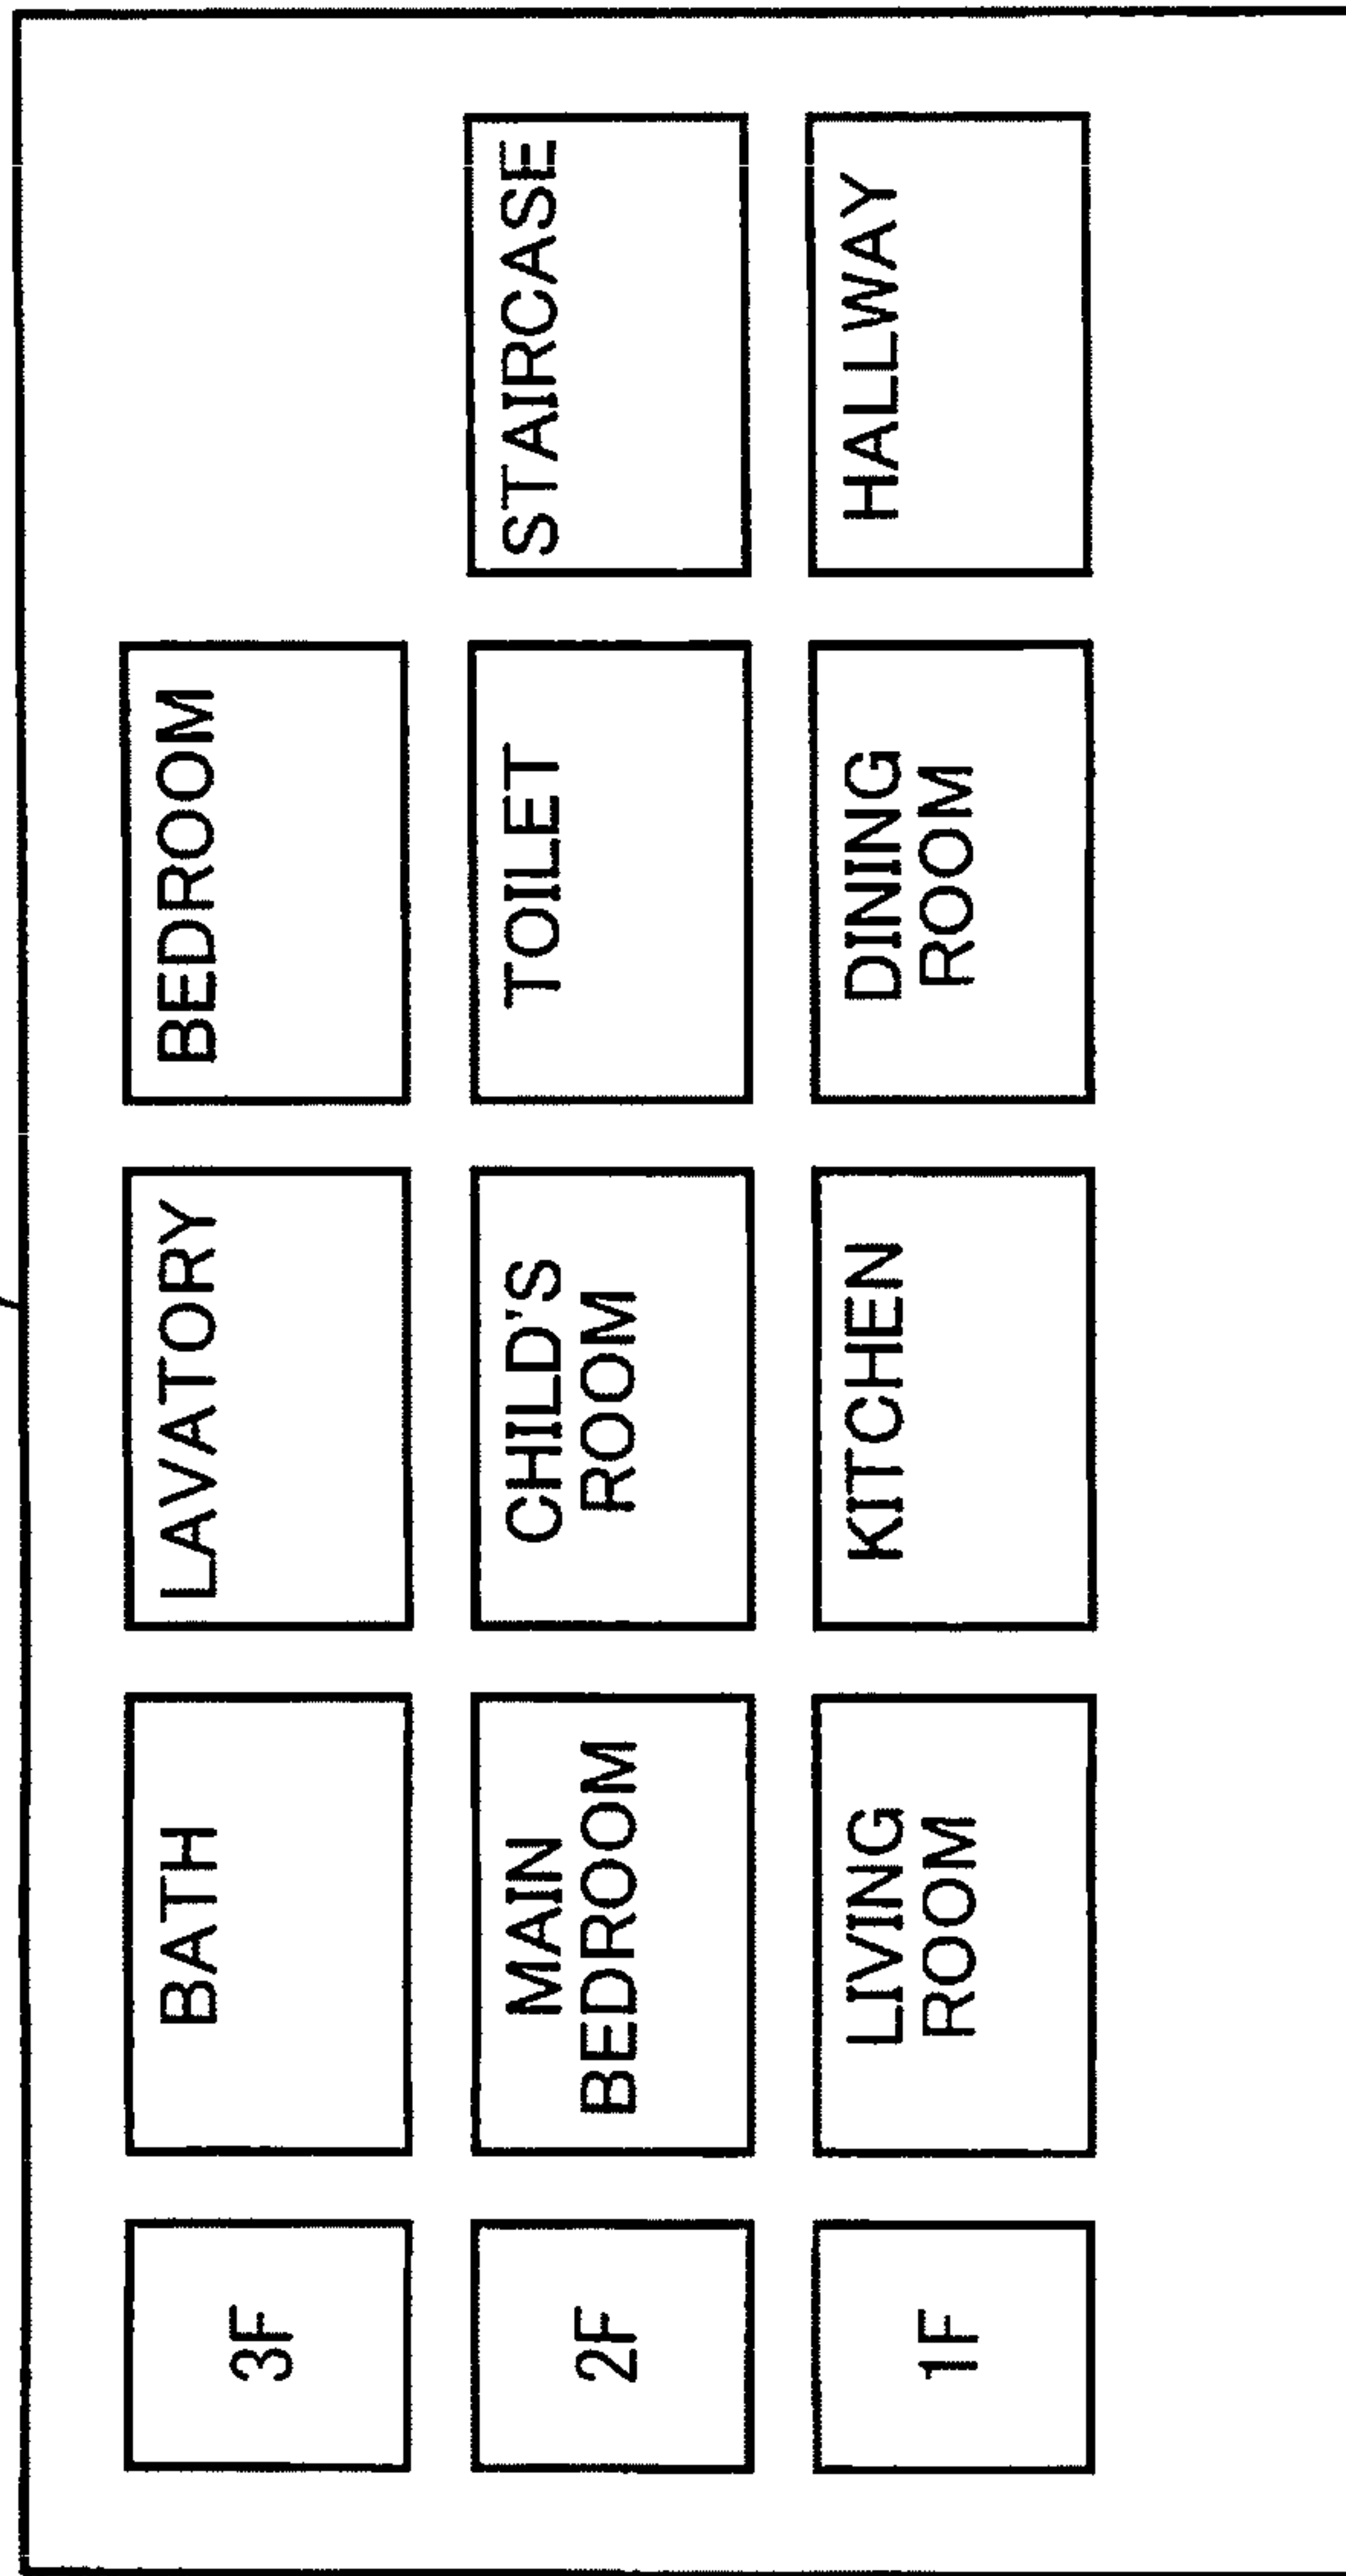 3F
BATH
LAVATORY
BEDROOM
2F
MAIN
BEDROOM
CHILD'S
ROOM
TOILET
STAIRCASE
1F
LIVING
ROOM
KITCHEN
DINING
ROOM
HALLWAY